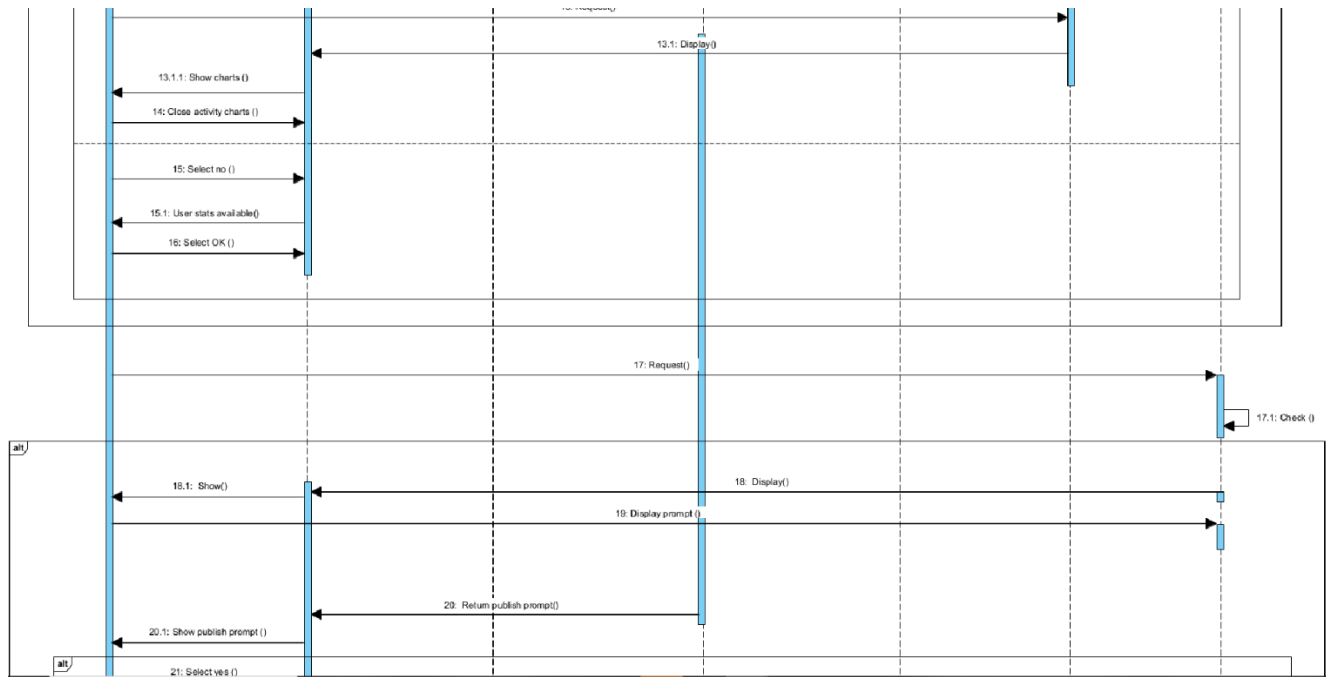 13.1: Display()
13.1.1: Show charts ()
14: Close activity charts ()
15: Select no ()
15.1: User stats available()
16: Select OK ()
17: Request()
17.1: Check ()
alt
18.1: Show()
18: Display()
19: Display prompt ()
20: Return publish prompt()
20.1: Show publish prompt ()
alt
21: Select yes ()